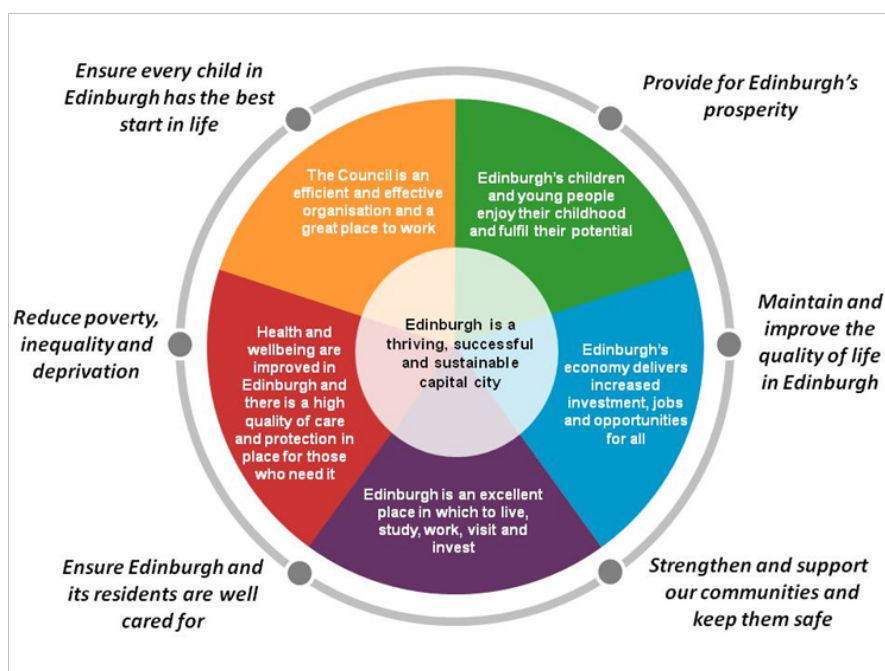 Ensure every child in
Edinburgh has the best
start in life
Provide for Edinburgh's
prosperity
The Council is an
efficient and effective
organisation and a
great place to work
Edinburgh's children
and young people
enjoy their childhood
and fulfil their potential
Reduce poverty,
inequality and
deprivation
Health and
wellbeing are
improved in
Edinburgh and
there is a high
quality of care
and protection in
place for those
who need it
Edinburgh is a
thriving, successful
and sustainable
capital city
Edinburgh's
economy delivers
increased
investment, jobs
and opportunities
for all
Maintain and
improve the
quality of life
in Edinburgh
Edinburgh is an excellent
place in which to live,
study, work, visit and
invest
Ensure Edinburgh and
its residents are well
cared for
Strengthen and support
our communities and
keep them safe